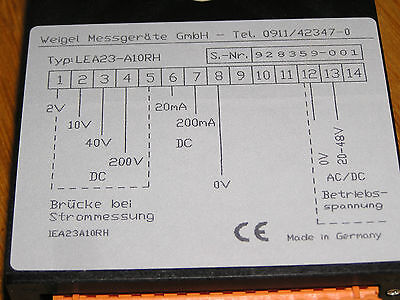 Weigel Messgeräte GmbH - Tel. 0911/42347-0
Typ: LEA23-A10RH
S.-Nr. 928359-001
1 2 3 4 5 6 7 8 9 10 11 12 13 14
2V 20mA
10V 200mA
40V
200V
DC DC
0V
0V
20-48V
AC/DC
Betriebs-
spannung
Brücke bei
Strommessung
LEA23A10RH
CE Made in Germany